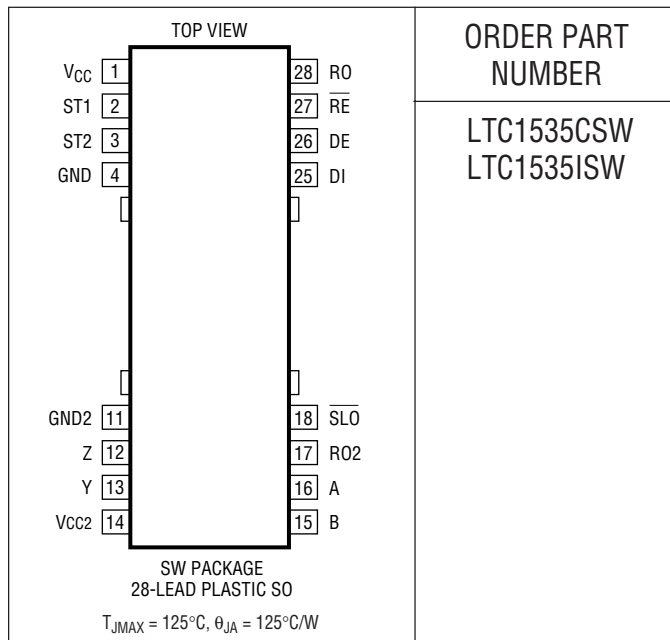 TOP VIEW
VCC 1
ST1 2
ST2 3
GND 4
GND2 11
Z 12
Y 13
VCC2 14
28 RO
27 R̅E̅
26 DE
25 DI
18 S̅L̅O̅
17 RO2
16 A
15 B
SW PACKAGE
28-LEAD PLASTIC SO
TJMAX = 125°C, θJA = 125°C/W
ORDER PART
NUMBER
LTC1535CSW
LTC1535ISW